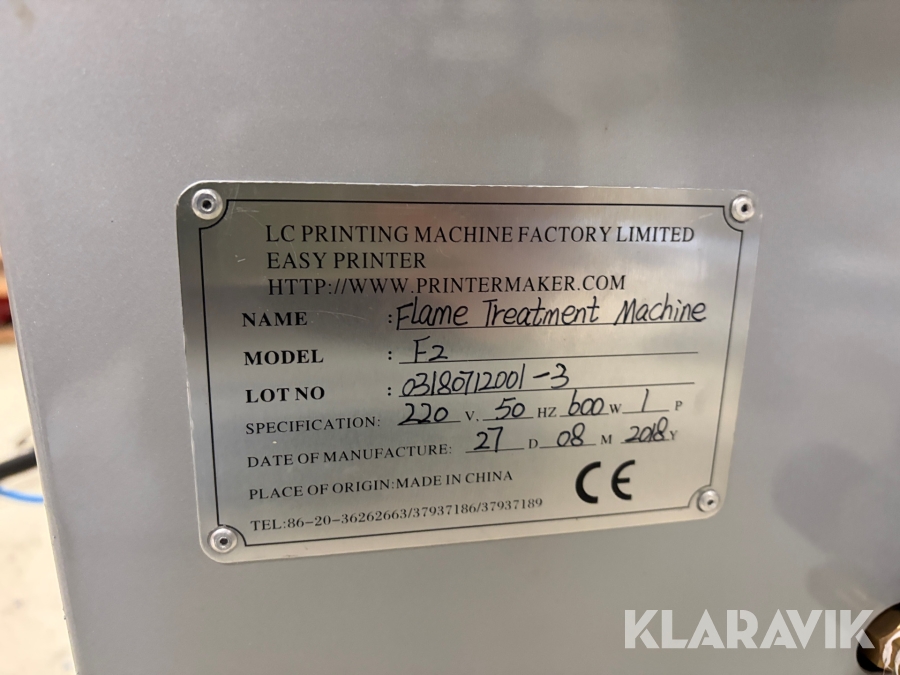 LC PRINTING MACHINE FACTORY LIMITED
EASY PRINTER
HTTP://WWW.PRINTERMAKER.COM
NAME : Flame Treatment Machine
MODEL : F2
LOT NO : 03180712001-3
SPECIFICATION: 220 V. 50 HZ 600 W 1 P
DATE OF MANUFACTURE: 27 D 08 M 2018 Y
PLACE OF ORIGIN:MADE IN CHINA
CE
TEL:86-20-36262663/37937186/37937189
KLARAVIK